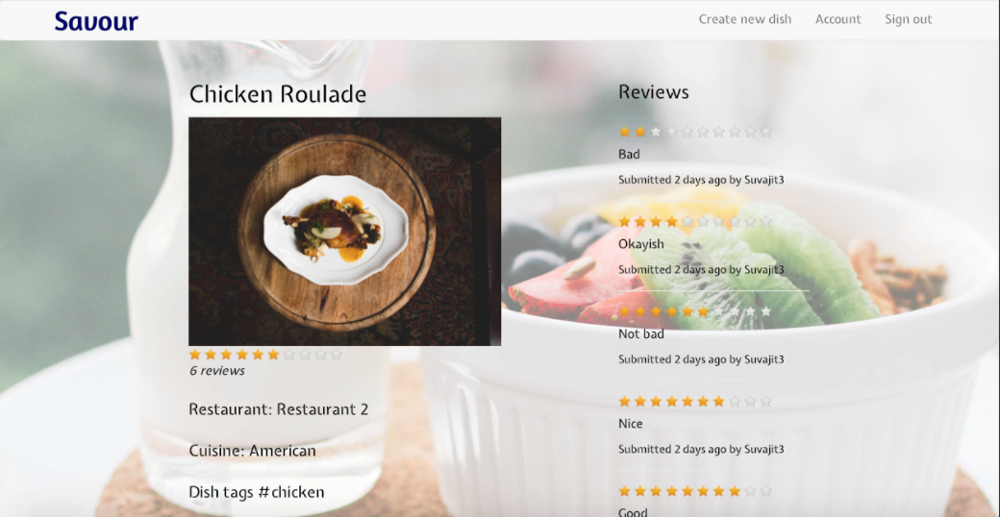 Savour
Create new dish
Account
Sign out
Chicken Roulade
6 reviews
Restaurant: Restaurant 2
Cuisine: American
Dish tags #chicken
Reviews
Bad
Submitted 2 days ago by Suvajit3
Okayish
Submitted 2 days ago by Suvajit3
Not bad
Submitted 2 days ago by Suvajit3
Nice
Submitted 2 days ago by Suvajit3
Good